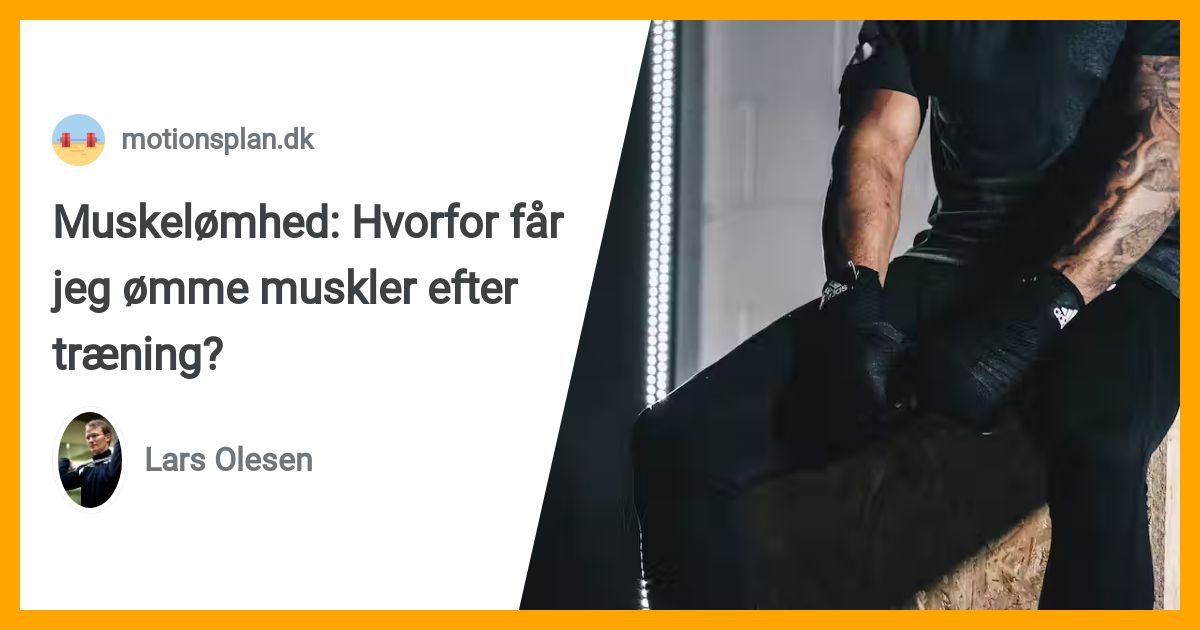 motionsplan.dk
Muskelømhed: Hvorfor får
jeg ømme muskler efter
træning?
Lars Olesen